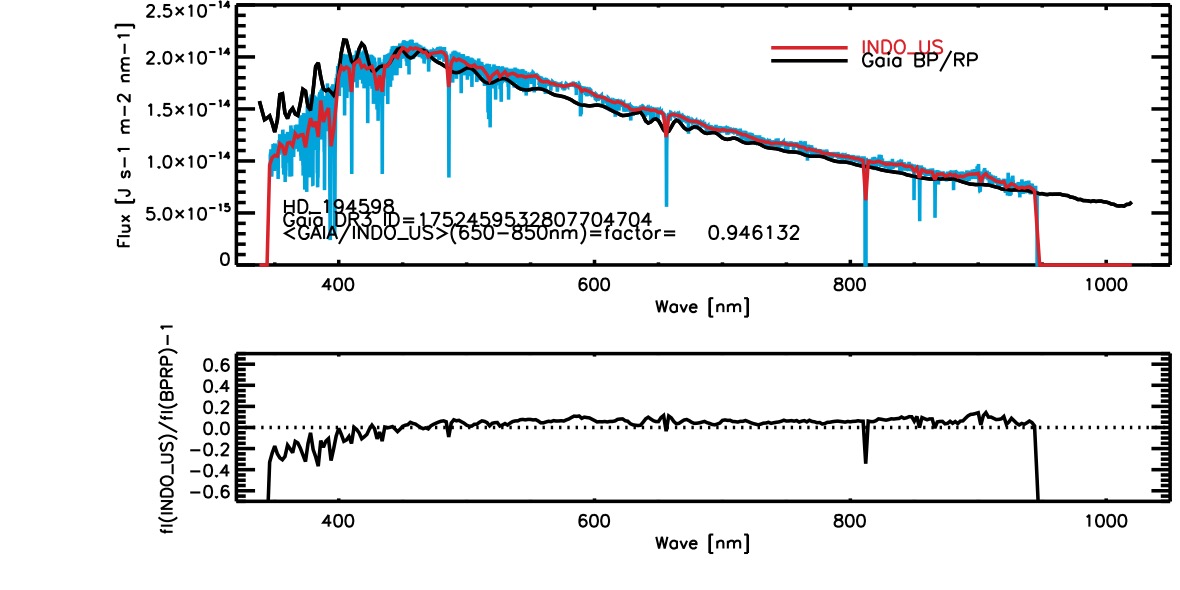 2.5×10⁻¹⁴
2.0×10⁻¹⁴
1.5×10⁻¹⁴
1.0×10⁻¹⁴
5.0×10⁻¹⁵
0
Flux [J s−1 m−2 nm−1]
INDO_US
Gaia BP/RP
HD_194598
Gaia DR3 ID=1752459532807704704
<GAIA/INDO_US>(650−850nm)=factor= 0.946132
400 600 800 1000
Wave [nm]
0.6
0.4
0.2
0.0
−0.2
−0.4
−0.6
fl(INDO_US)/fl(BPRP)−1
400 600 800 1000
Wave [nm]